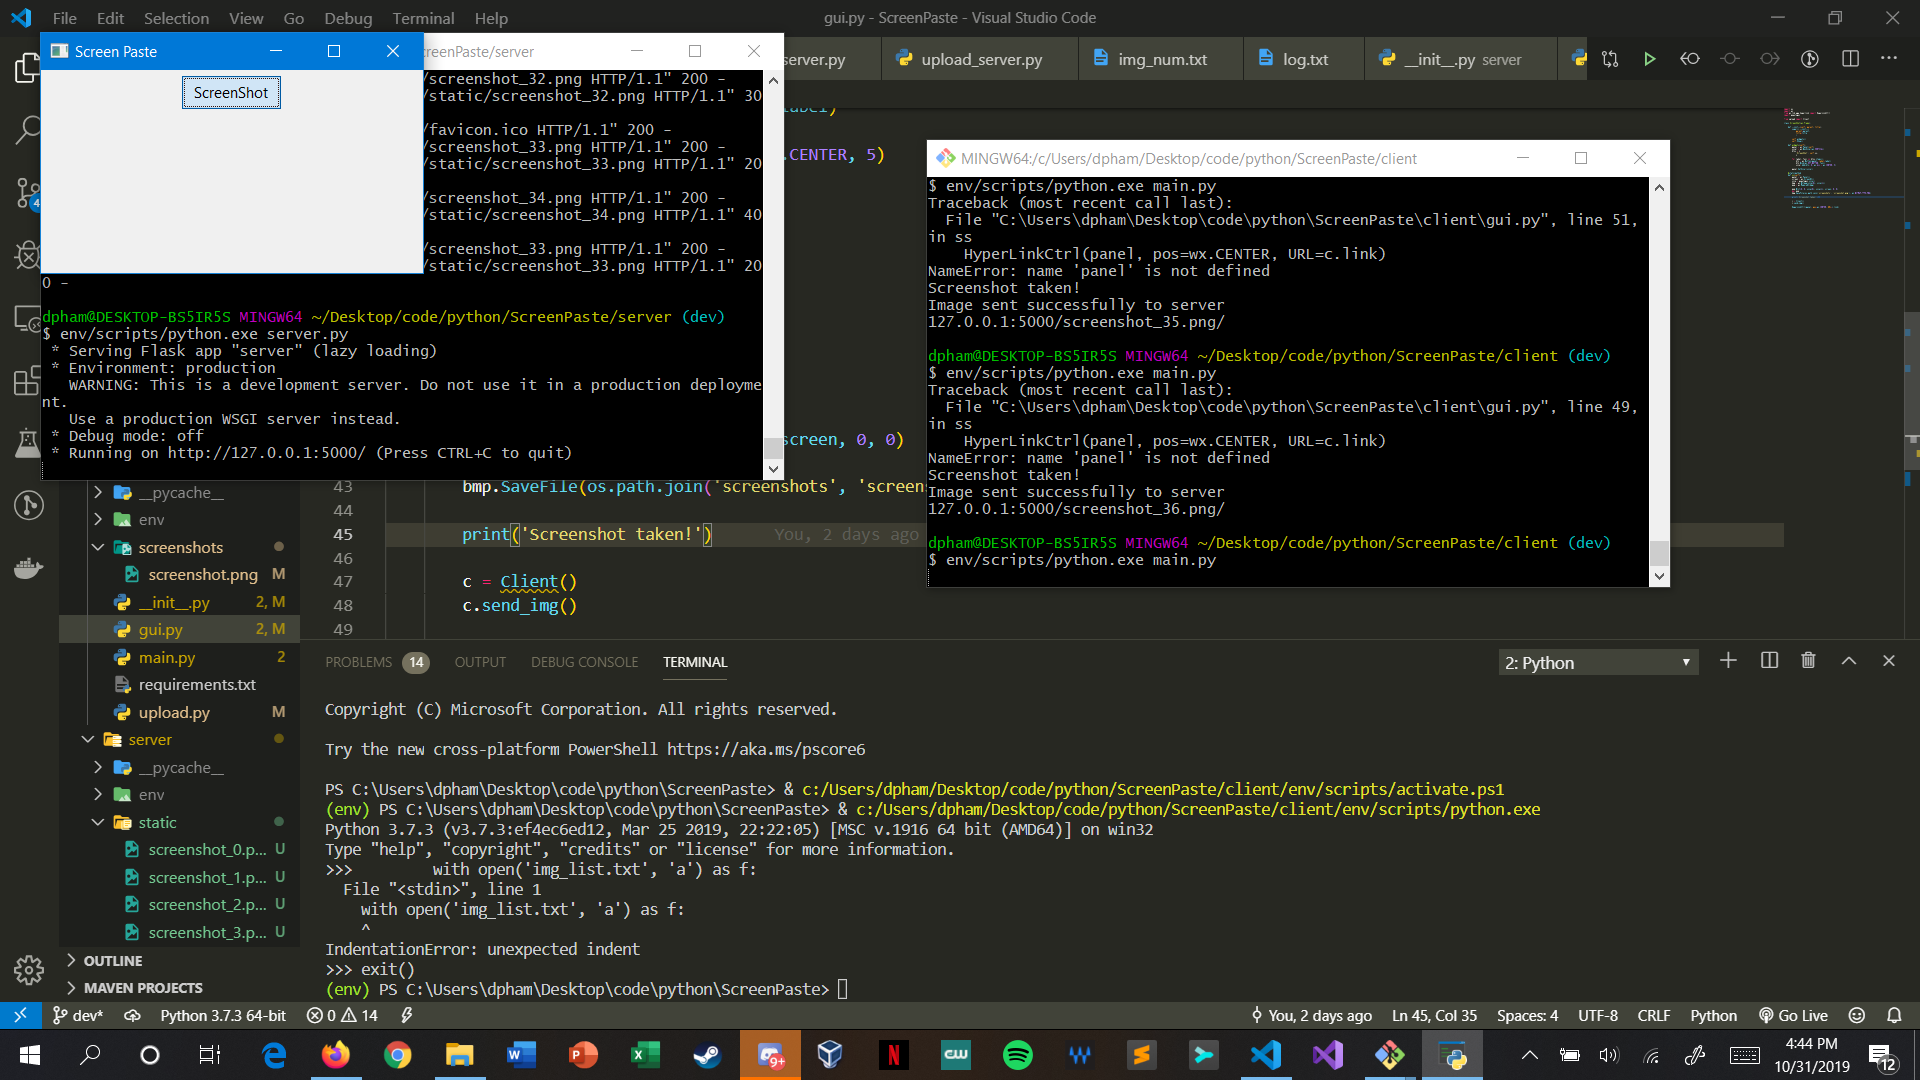 File Edit Selection View Go Debug Terminal Help
gui.py - ScreenPaste - Visual Studio Code
Screen Paste
ScreenShot
creenPaste/server
/screenshot_32.png HTTP/1.1" 200 -
/static/screenshot_32.png HTTP/1.1" 30
/favicon.ico HTTP/1.1" 200 -
/screenshot_33.png HTTP/1.1" 200 -
/static/screenshot_33.png HTTP/1.1" 20
/screenshot_34.png HTTP/1.1" 200 -
/static/screenshot_34.png HTTP/1.1" 40
/screenshot_33.png HTTP/1.1" 200 -
/static/screenshot_33.png HTTP/1.1" 20
0 -
dpham@DESKTOP-BS5IR5S MINGW64 ~/Desktop/code/python/ScreenPaste/server (dev)
$ env/scripts/python.exe server.py
* Serving Flask app "server" (lazy loading)
* Environment: production
WARNING: This is a development server. Do not use it in a production deployme
nt.
Use a production WSGI server instead.
* Debug mode: off
* Running on http://127.0.0.1:5000/ (Press CTRL+C to quit)
server.py upload_server.py img_num.txt log.txt __init__.py server
.CENTER, 5)
screen, 0, 0)
MINGW64:/c/Users/dpham/Desktop/code/python/ScreenPaste/client
$ env/scripts/python.exe main.py
Traceback (most recent call last):
File "C:\Users\dpham\Desktop\code\python\ScreenPaste\client\gui.py", line 51,
in ss
HyperLinkCtrl(panel, pos=wx.CENTER, URL=c.link)
NameError: name 'panel' is not defined
Screenshot taken!
Image sent successfully to server
127.0.0.1:5000/screenshot_35.png/
dpham@DESKTOP-BS5IR5S MINGW64 ~/Desktop/code/python/ScreenPaste/client (dev)
$ env/scripts/python.exe main.py
Traceback (most recent call last):
File "C:\Users\dpham\Desktop\code\python\ScreenPaste\client\gui.py", line 49,
in ss
HyperLinkCtrl(panel, pos=wx.CENTER, URL=c.link)
NameError: name 'panel' is not defined
Screenshot taken!
Image sent successfully to server
127.0.0.1:5000/screenshot_36.png/
dpham@DESKTOP-BS5IR5S MINGW64 ~/Desktop/code/python/ScreenPaste/client (dev)
$ env/scripts/python.exe main.py
4
__pycache__
env
screenshots
screenshot.png M
__init__.py 2, M
gui.py 2, M
main.py 2
requirements.txt
upload.py M
server
__pycache__
env
static
screenshot_0.p... U
screenshot_1.p... U
screenshot_2.p... U
screenshot_3.p... U
OUTLINE
MAVEN PROJECTS
43 bmp.SaveFile(os.path.join('screenshots', 'screens
44
45 print('Screenshot taken!') You, 2 days ago
46
47 c = Client()
48 c.send_img()
49
PROBLEMS 14 OUTPUT DEBUG CONSOLE TERMINAL
2: Python
Copyright (C) Microsoft Corporation. All rights reserved.
Try the new cross-platform PowerShell https://aka.ms/pscore6
PS C:\Users\dpham\Desktop\code\python\ScreenPaste> & c:/Users/dpham/Desktop/code/python/ScreenPaste/client/env/scripts/activate.ps1
(env) PS C:\Users\dpham\Desktop\code\python\ScreenPaste> & c:/Users/dpham/Desktop/code/python/ScreenPaste/client/env/scripts/python.exe
Python 3.7.3 (v3.7.3:ef4ec6ed12, Mar 25 2019, 22:22:05) [MSC v.1916 64 bit (AMD64)] on win32
Type "help", "copyright", "credits" or "license" for more information.
>>> with open('img_list.txt', 'a') as f:
File "<stdin>", line 1
with open('img_list.txt', 'a') as f:
^
IndentationError: unexpected indent
>>> exit()
(env) PS C:\Users\dpham\Desktop\code\python\ScreenPaste>
dev* Python 3.7.3 64-bit 0 14
You, 2 days ago Ln 45, Col 35 Spaces: 4 UTF-8 CRLF Python Go Live
9+ N CW
4:44 PM
10/31/2019
12